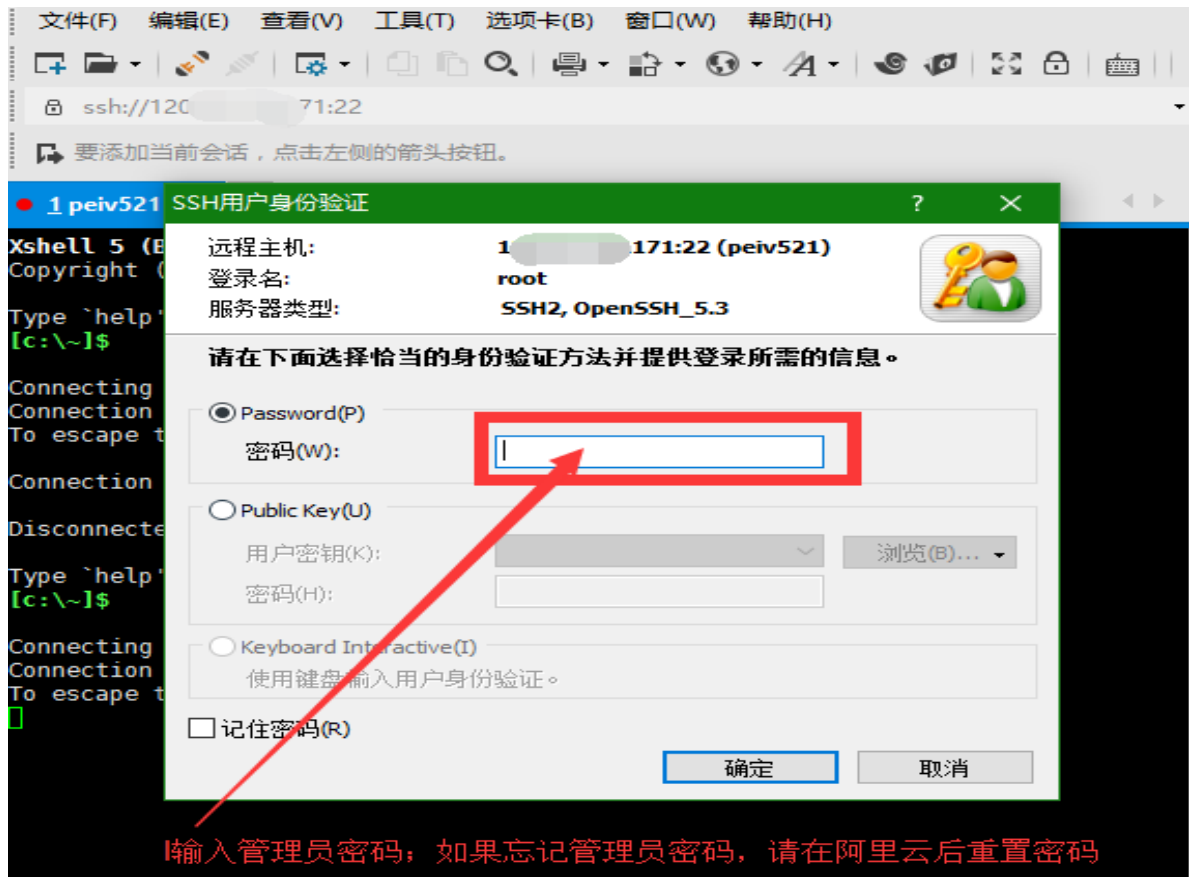 文件(F) 编辑(E) 查看(V) 工具(T) 选项卡(B) 窗口(W) 帮助(H)
ssh://120 71:22
要添加当前会话，点击左侧的箭头按钮。
1 peiv521
SSH用户身份验证 ?
Xshell 5 (B
Copyright (
Type `help'
[c:\~]$
Connecting
Connection
To escape t
Connection
Disconnecte
Type `help'
[c:\~]$
Connecting
Connection
To escape t
远程主机: 1 .171:22 (peiv521)
登录名: root
服务器类型: SSH2, OpenSSH_5.3
请在下面选择恰当的身份验证方法并提供登录所需的信息。
Password(P)
密码(W):
Public Key(U)
用户密钥(K): 浏览(B)...
密码(H):
Keyboard Interactive(I)
使用键盘输入用户身份验证。
记住密码(R)
确定 取消
输入管理员密码；如果忘记管理员密码，请在阿里云后重置密码